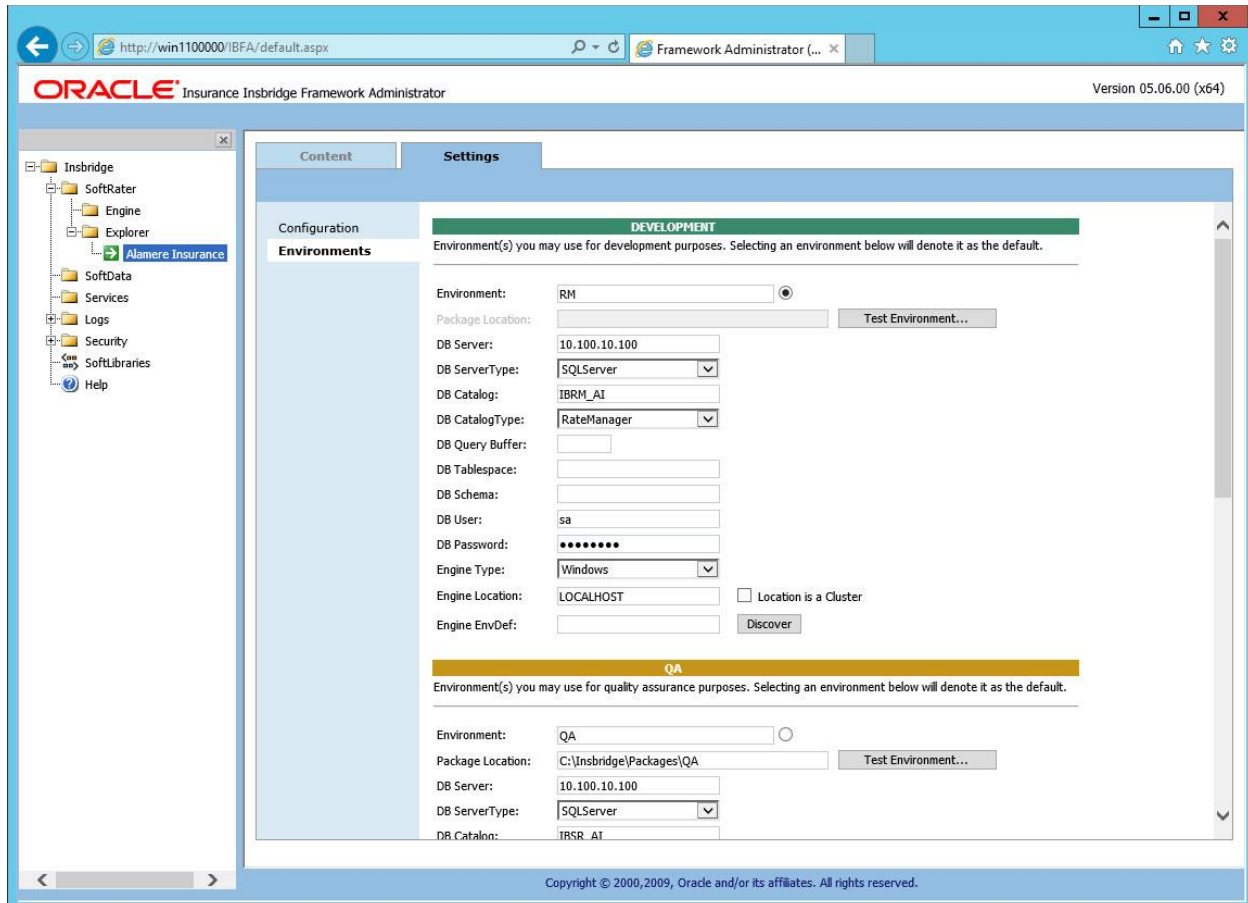 http://win1100000/IBFA/default.aspx
Framework Administrator (...
ORACLE Insurance Insbridge Framework Administrator
Version 05.06.00 (x64)
Insbridge
SoftRater
Engine
Explorer
Alamere Insurance
SoftData
Services
Logs
Security
SoftLibraries
Help
Content
Settings
Configuration
Environments
DEVELOPMENT
Environment(s) you may use for development purposes. Selecting an environment below will denote it as the default.
Environment: RM
Package Location: Test Environment...
DB Server: 10.100.10.100
DB ServerType: SQLServer
DB Catalog: IBRM_AI
DB CatalogType: RateManager
DB Query Buffer:
DB Tablespace:
DB Schema:
DB User: sa
DB Password: ••••••••
Engine Type: Windows
Engine Location: LOCALHOST Location is a Cluster
Engine EnvDef: Discover
QA
Environment(s) you may use for quality assurance purposes. Selecting an environment below will denote it as the default.
Environment: QA
Package Location: C:\Insbridge\Packages\QA Test Environment...
DB Server: 10.100.10.100
DB ServerType: SQLServer
DB Catalog: IBSR_AI
Copyright © 2000,2009, Oracle and/or its affiliates. All rights reserved.